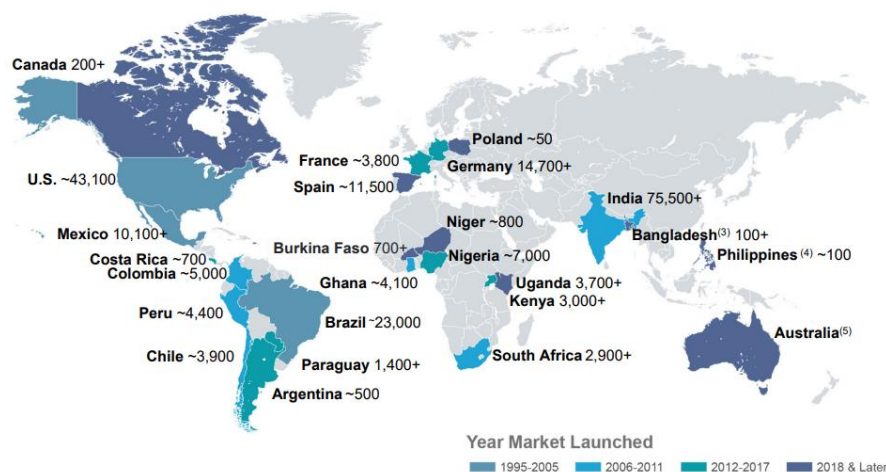 Canada 200+
U.S. ~43,100
Mexico 10,100+
Costa Rica ~700
Colombia ~5,000
Peru ~4,400
Chile ~3,900
Brazil ~23,000
Paraguay 1,400+
Argentina ~500
Poland ~50
France ~3,800
Germany 14,700+
Spain ~11,500
Niger ~800
Burkina Faso 700+
Nigeria ~7,000
Ghana ~4,100
Uganda 3,700+
Kenya 3,000+
South Africa 2,900+
India 75,500+
Bangladesh(3) 100+
Philippines (4) ~100
Australia(5)
Year Market Launched
1995-2005 2006-2011 2012-2017 2018 & Later